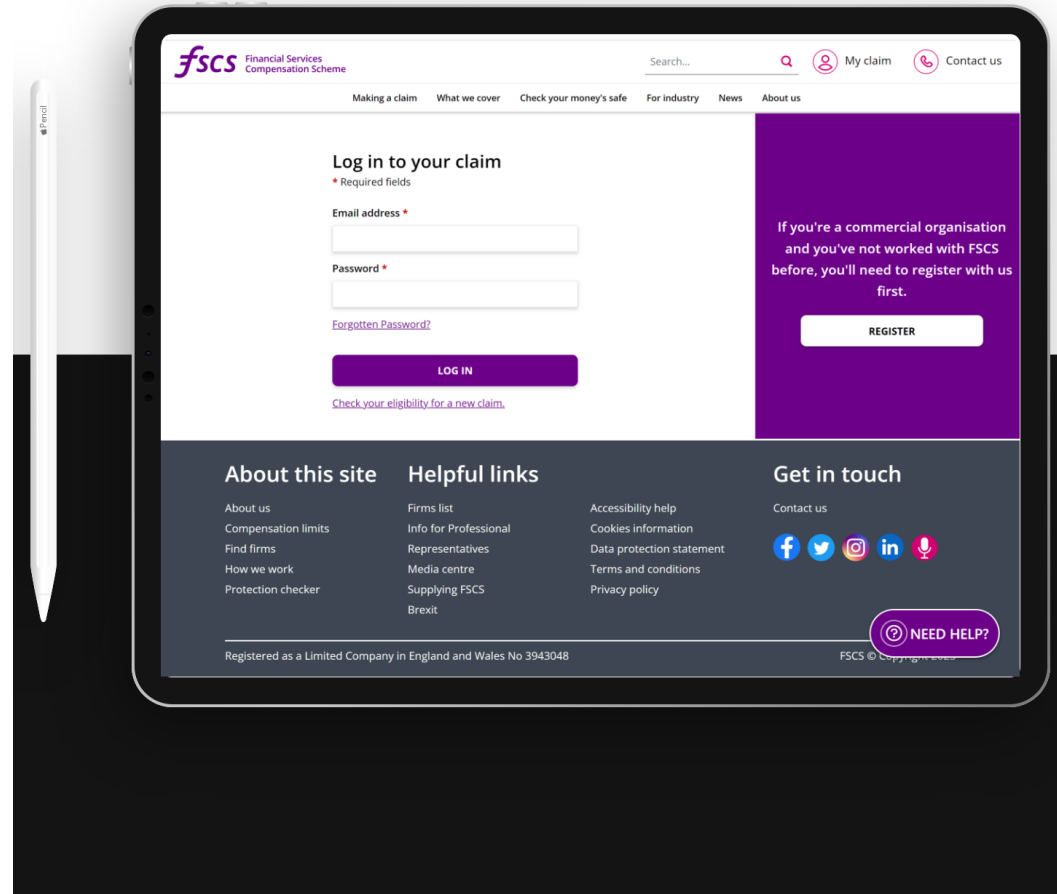 Pencil
fscs Financial Services
Compensation Scheme
Search...
My claim
Contact us
Making a claim What we cover Check your money's safe For industry News About us
Log in to your claim
* Required fields
Email address *
Password *
Forgotten Password?
LOG IN
Check your eligibility for a new claim.
If you're a commercial organisation
and you've not worked with FSCS
before, you'll need to register with us
first.
REGISTER
About this site
About us
Compensation limits
Find firms
How we work
Protection checker
Helpful links
Firms list
Info for Professional
Representatives
Media centre
Supplying FSCS
Brexit
Accessibility help
Cookies information
Data protection statement
Terms and conditions
Privacy policy
Get in touch
Contact us
f
in
? NEED HELP?
Registered as a Limited Company in England and Wales No 3943048
FSCS ©